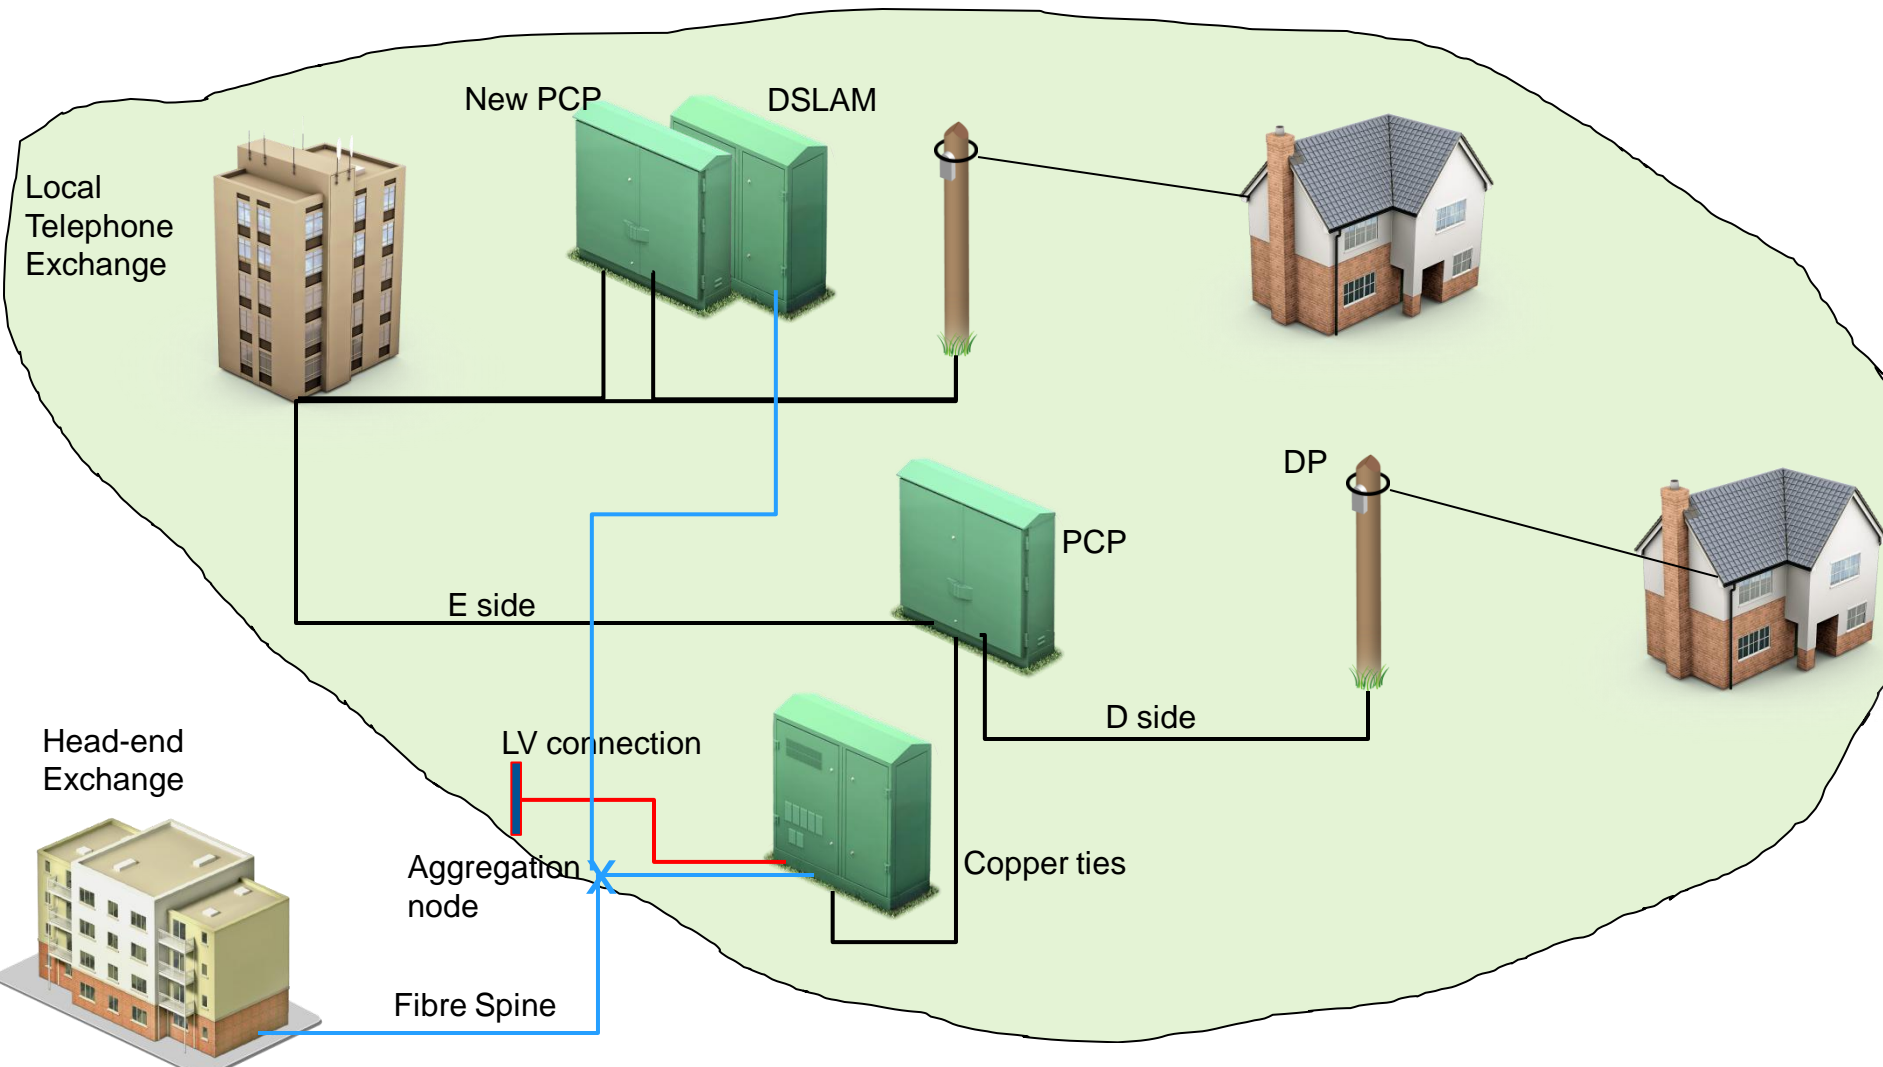 New PCP
DSLAM
Local
Telephone
Exchange
DP
PCP
E side
D side
Head-end
Exchange
LV connection
Aggregation
node
X
Copper ties
Fibre Spine